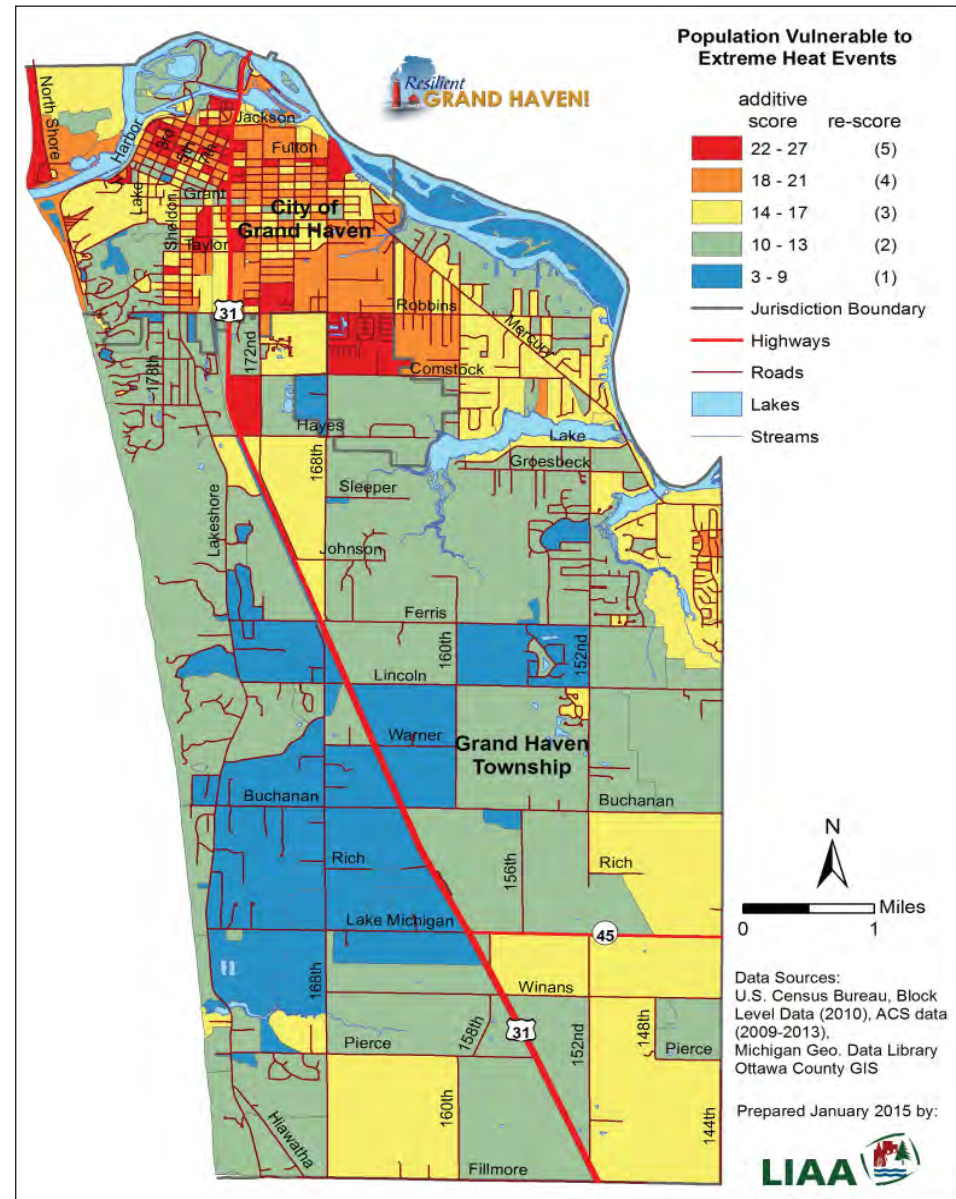 Population Vulnerable to
Extreme Heat Events
additive
score
re-score
22 - 27 (5)
18 - 21 (4)
14 - 17 (3)
10 - 13 (2)
3 - 9 (1)
Jurisdiction Boundary
Highways
Roads
Lakes
Streams
Resilient
GRAND HAVEN!
North Shore
Harbor
Jackson
3rd
5th
7th
Fulton
Lake
Grant
Sheldon
City of
Grand Haven
Taylor
31
Robbins
Mercury
172nd
178th
Comstock
Hayes
Lake
168th
Groesbeck
Sleeper
Lakeshore
Johnson
Ferris
160th
152nd
Lincoln
Warner
Grand Haven
Township
Buchanan
Buchanan
Rich
156th
Rich
Lake Michigan
45
168th
Winans
158th
31
152nd
148th
Pierce
Pierce
160th
144th
Hiawatha
Fillmore
N
Miles
0 1
Data Sources:
U.S. Census Bureau, Block
Level Data (2010), ACS data
(2009-2013),
Michigan Geo. Data Library
Ottawa County GIS
Prepared January 2015 by:
LIAA